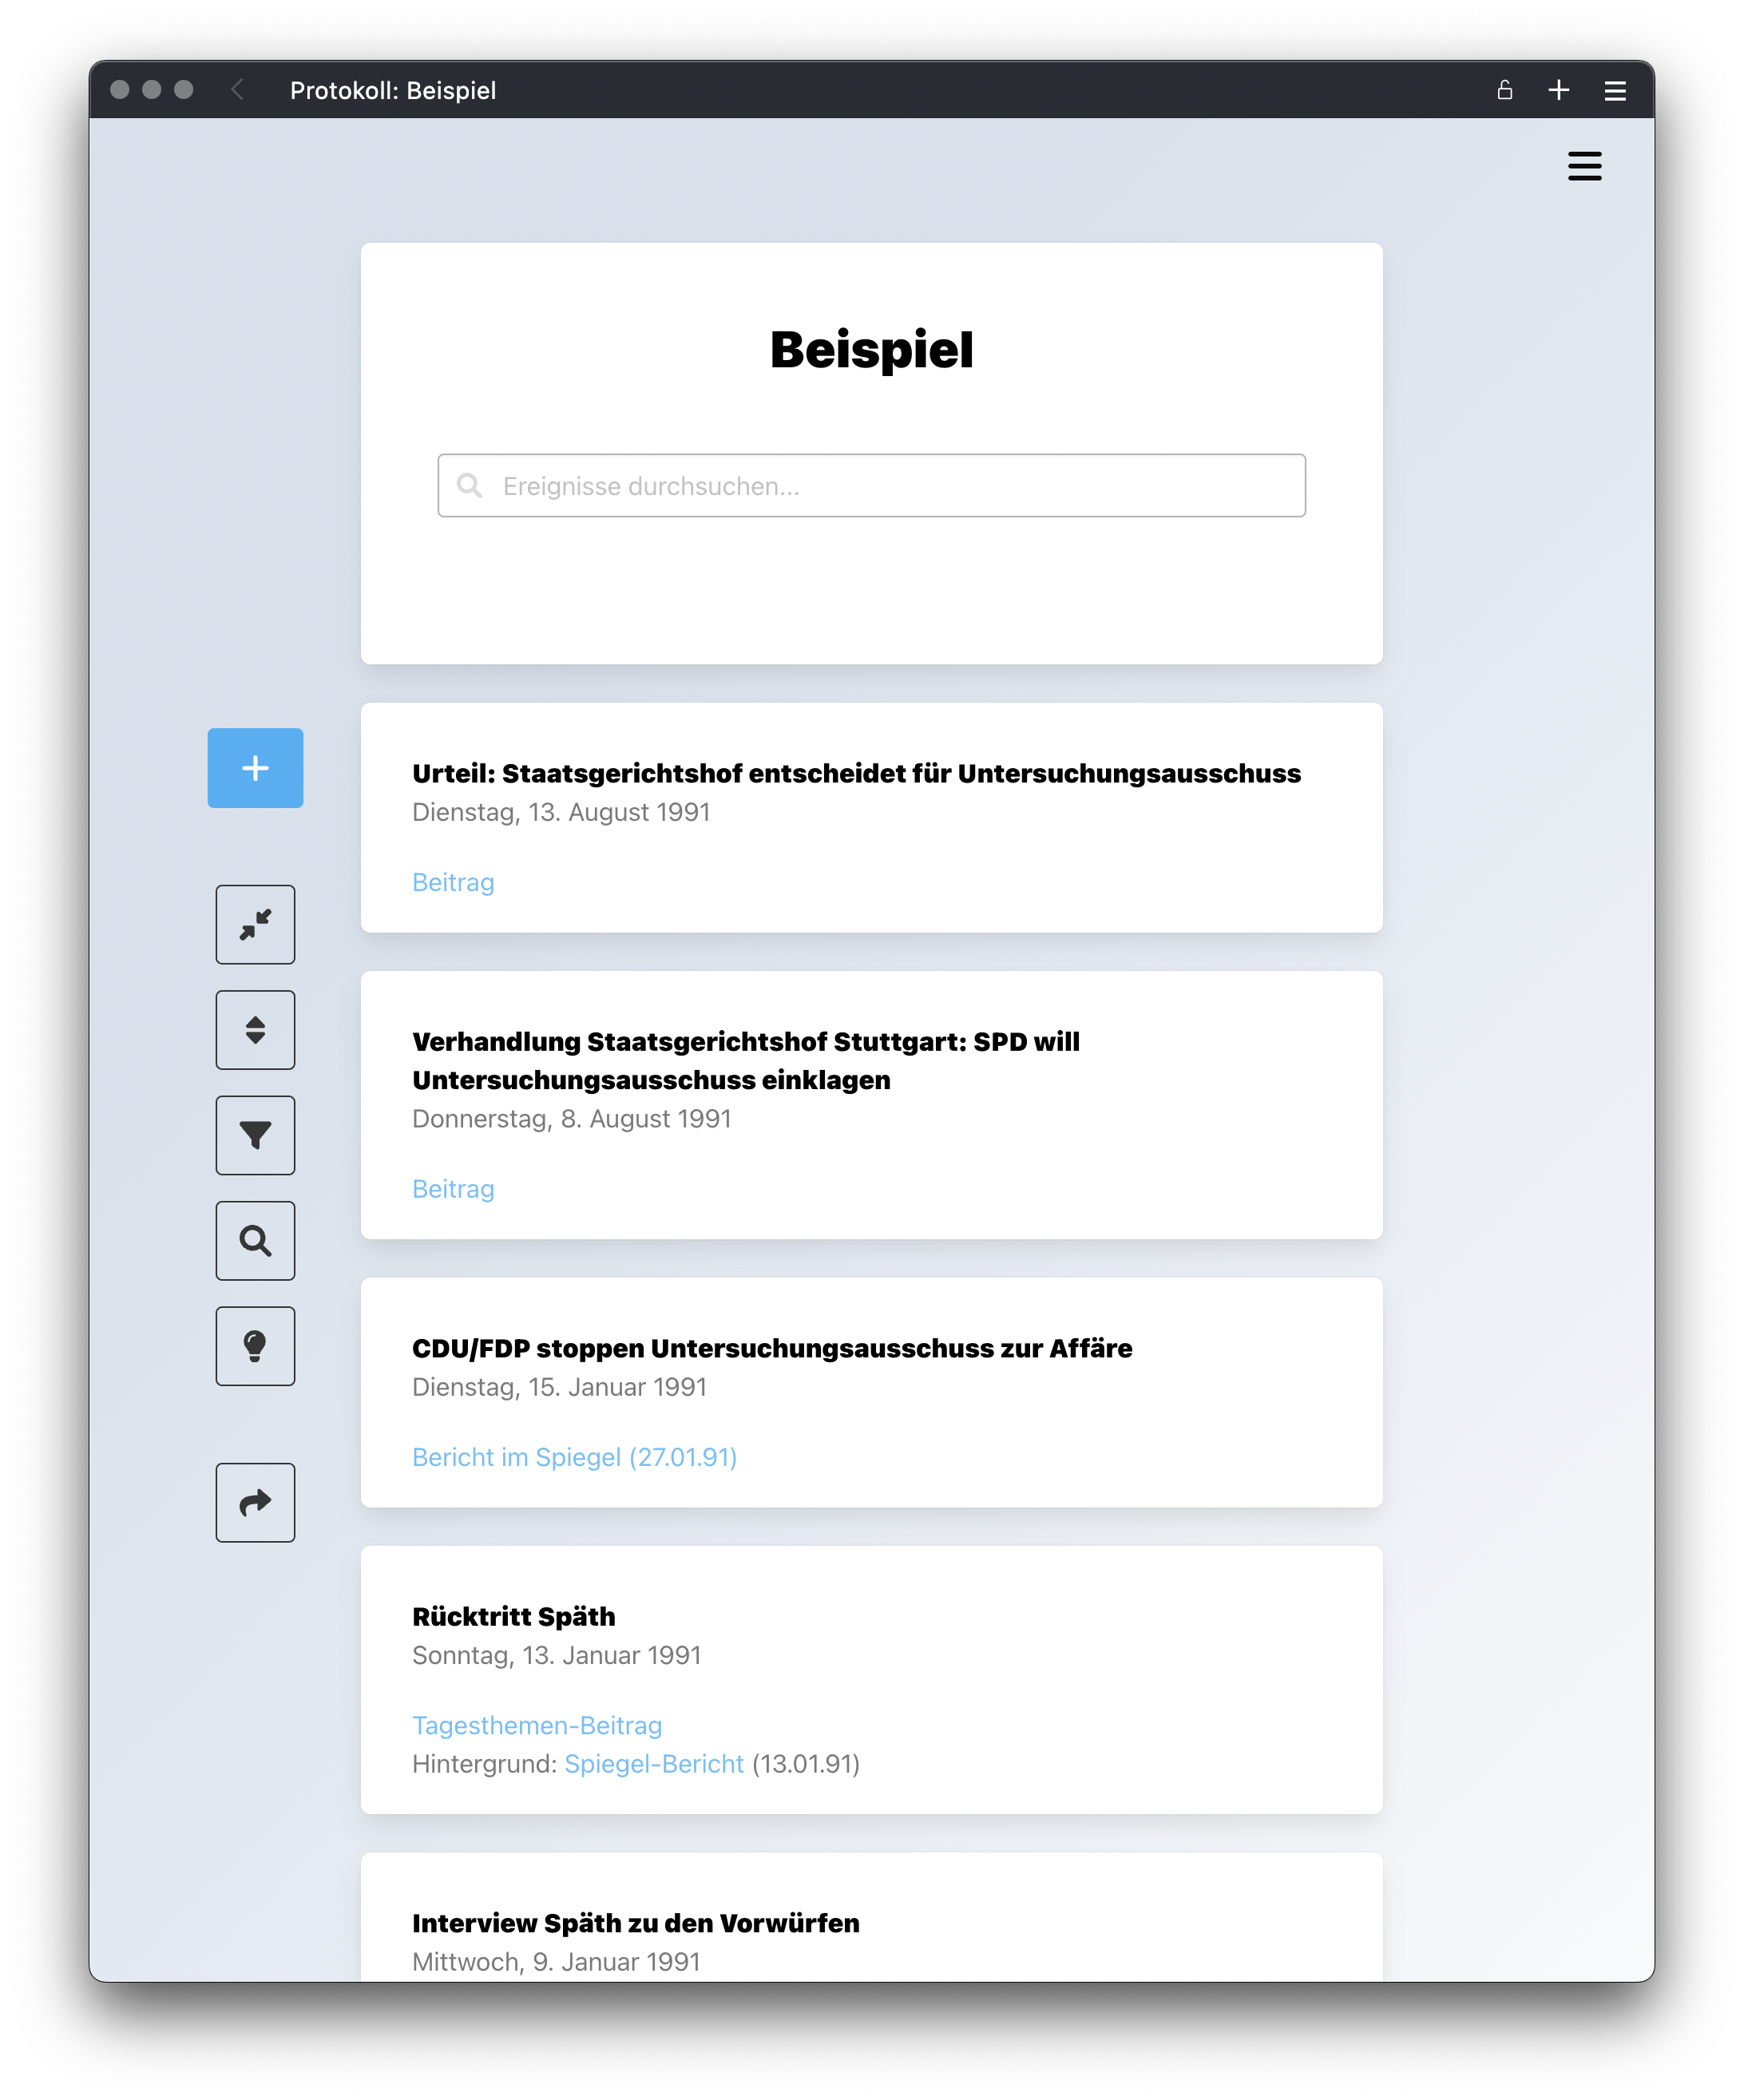 Protokoll: Beispiel
Beispiel
Ereignisse durchsuchen...
Urteil: Staatsgerichtshof entscheidet für Untersuchungsausschuss
Dienstag, 13. August 1991
Beitrag
Verhandlung Staatsgerichtshof Stuttgart: SPD will
Untersuchungsausschuss einklagen
Donnerstag, 8. August 1991
Beitrag
CDU/FDP stoppen Untersuchungsausschuss zur Affäre
Dienstag, 15. Januar 1991
Bericht im Spiegel (27.01.91)
Rücktritt Späth
Sonntag, 13. Januar 1991
Tagesthemen-Beitrag
Hintergrund: Spiegel-Bericht (13.01.91)
Interview Späth zu den Vorwürfen
Mittwoch, 9. Januar 1991